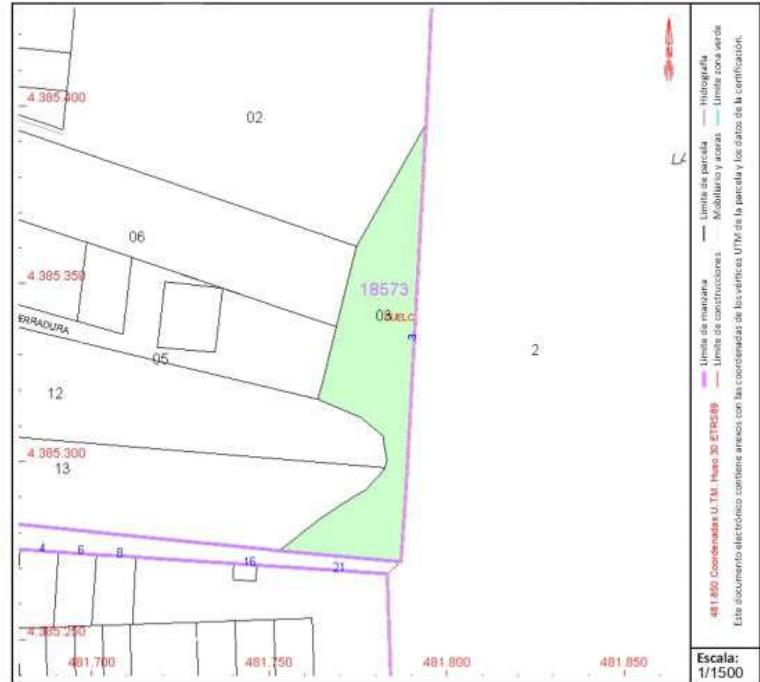 4.385.400
02
LA
06
4.385.350
18573
03
SUELO
3
ERRADURA
05
2
12
4.385.300
13
4
6
8
16
21
4.385.250
481.700
481.750
481.800
481.850
481.850 Coordenadas U.T.M. Huso 30 ETRS89
Límite de manzana
Límite de parcela
Hidrografía
Límite de construcciones
Mobiliario y aceras
Límite zona verde
Este documento electrónico contiene anexos con las coordenadas de los vértices UTM de la parcela y los datos de la certificación.
Escala:
1/1500